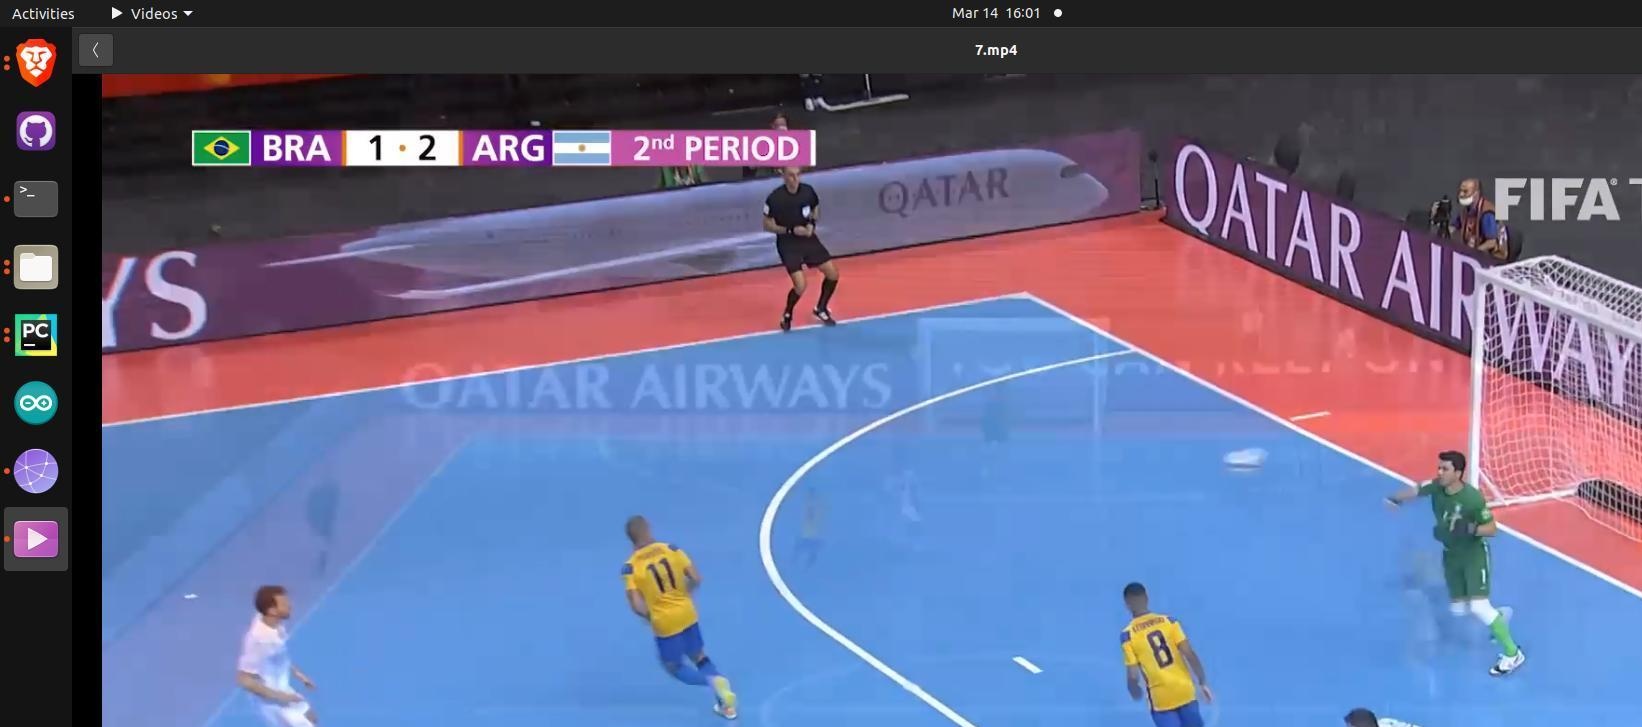 Activities
Videos
Mar 14 16:01
7.mp4
BRA 1 · 2 ARG 2nd PERIOD
QATAR
QATAR AIRWAYS
FIFA
YS
QATAR AIRWAYS
11
8
1
>_
PC